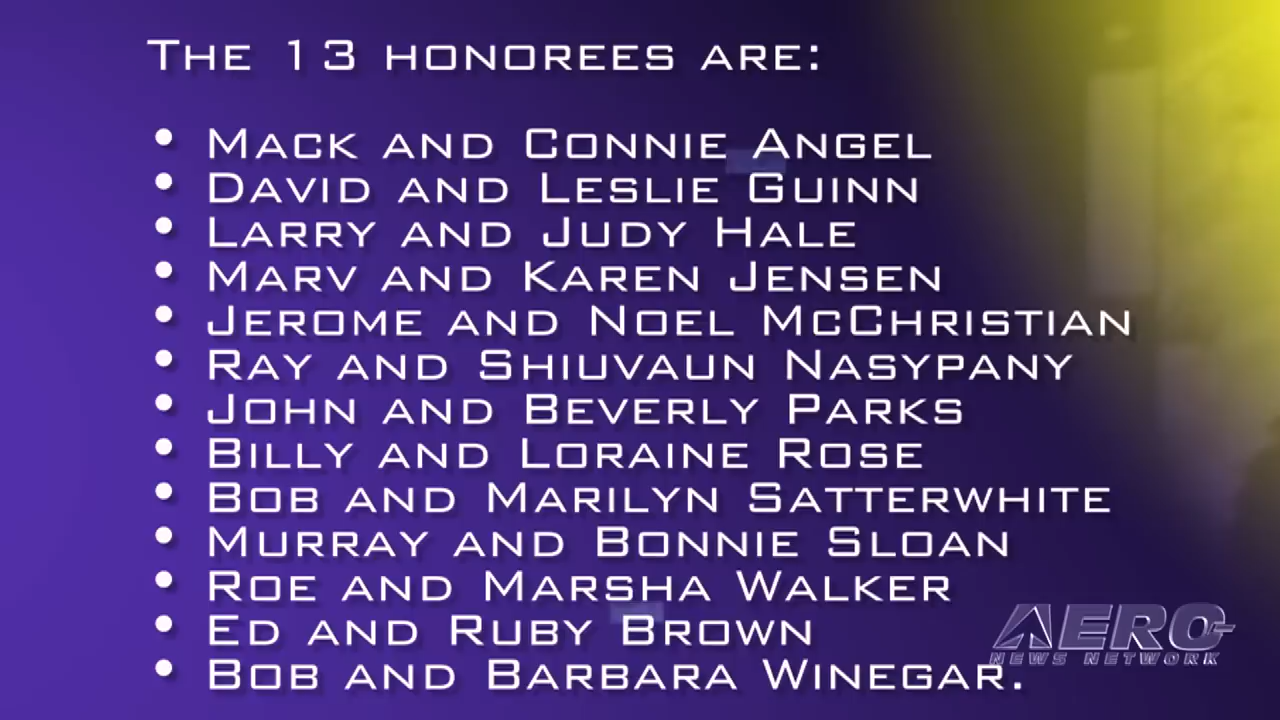 The 13 honorees are:
• Mack and Connie Angel
• David and Leslie Guinn
• Larry and Judy Hale
• Marv and Karen Jensen
• Jerome and Noel McChristian
• Ray and Shiuvaun Nasypany
• John and Beverly Parks
• Billy and Loraine Rose
• Bob and Marilyn Satterwhite
• Murray and Bonnie Sloan
• Roe and Marsha Walker
• Ed and Ruby Brown
• Bob and Barbara Winegar.
AERO
NEWS NETWORK